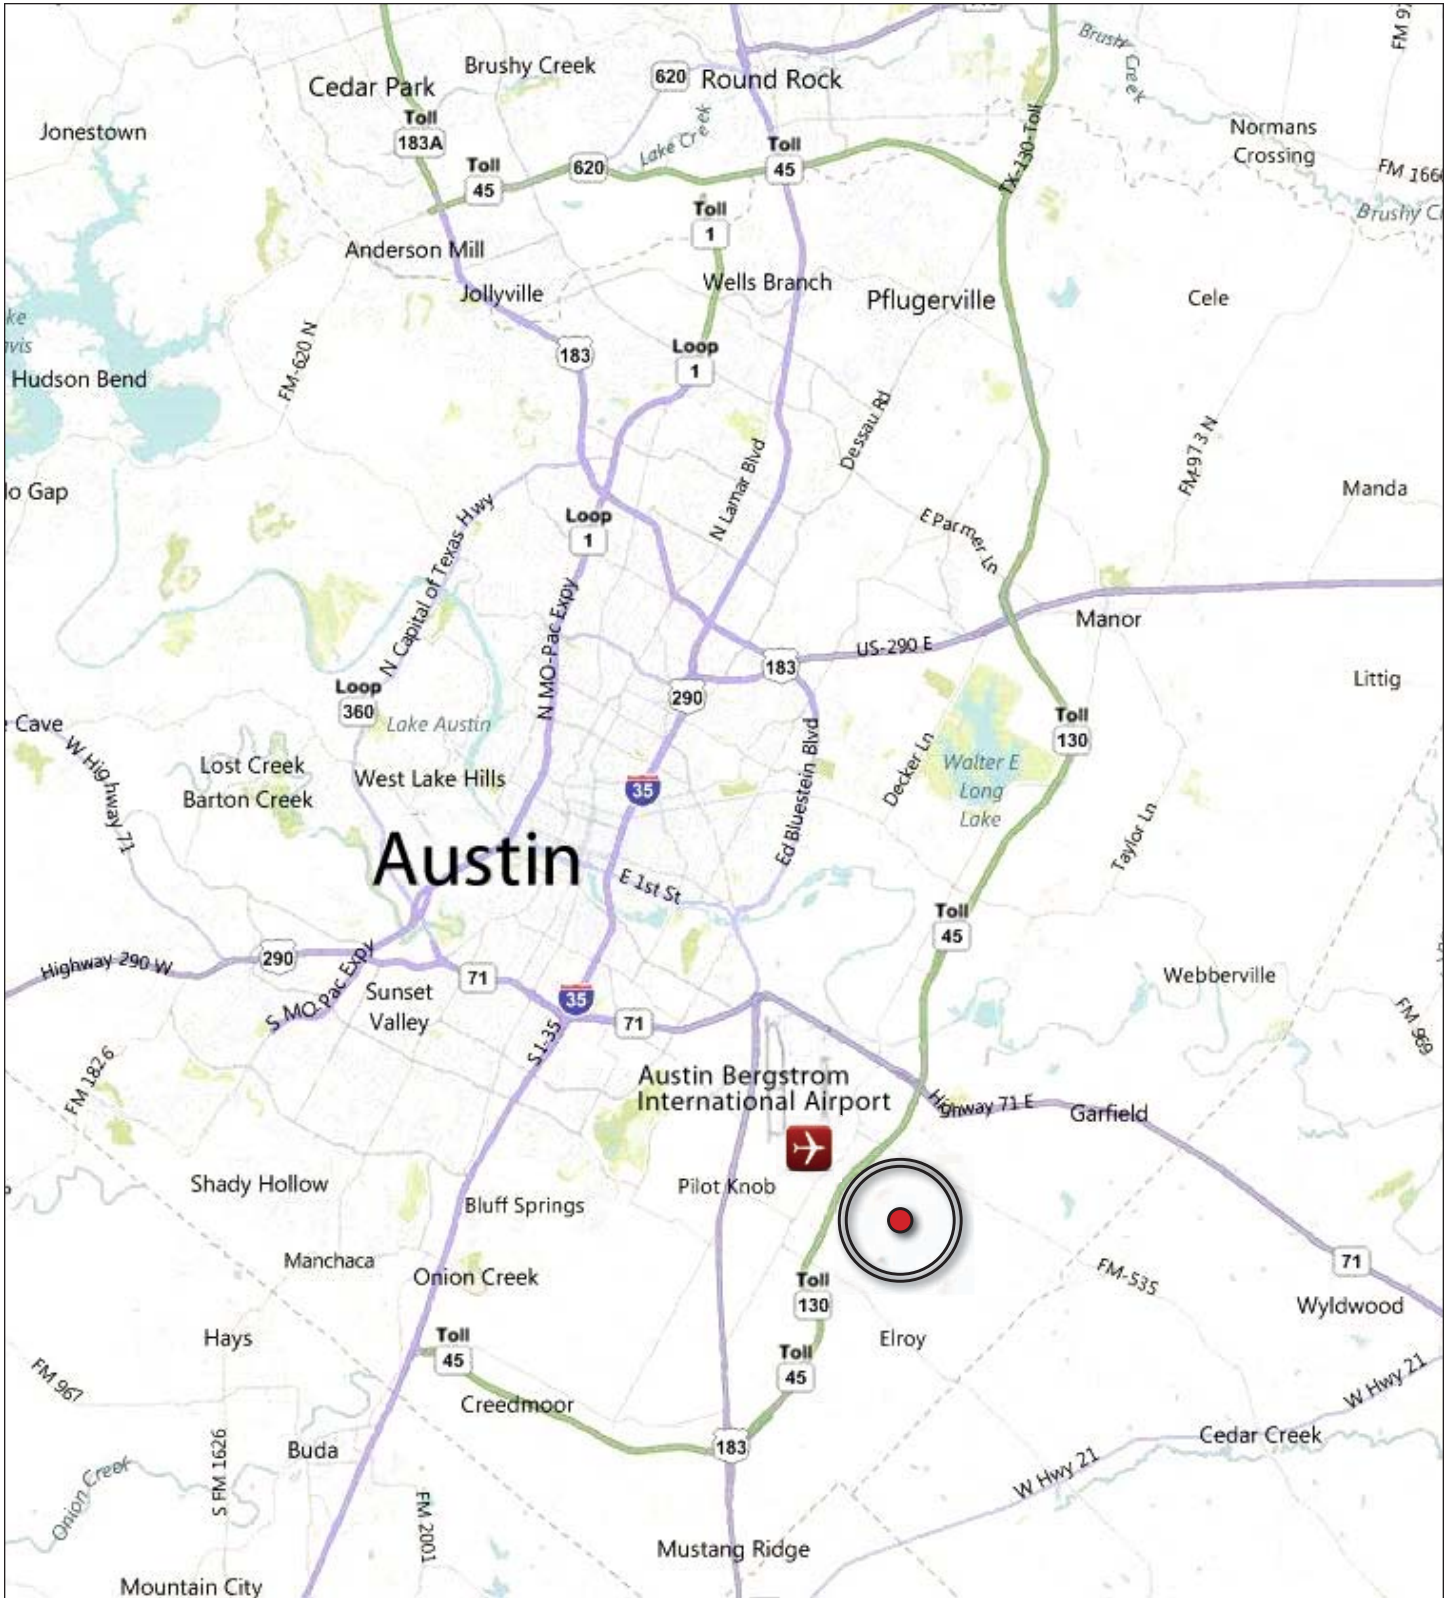 FM 97
Brushy Creek
Brushy Creek
620
Round Rock
Cedar Park
Toll
183A
Jonestown
Normans
Crossing
Lake Creek
Toll
45
TX-130-Toll
Toll
45
620
FM 1660
Brushy C
Toll
1
Anderson Mill
Wells Branch
Jollyville
Pflugerville
Cele
ke
vis
FM-620 N
183
Loop
1
Hudson Bend
Dessau Rd
FM-973 N
N Lamar Blvd
lo Gap
Manda
N Capital of Texas Hwy
Loop
1
E Parmer Ln
N MO-Pac Expy
Manor
US-290 E
183
Littig
Loop
360
290
Lake Austin
Toll
130
e Cave
W Highway 71
Lost Creek
Barton Creek
West Lake Hills
35
Ed Bluestein Blvd
Decker Ln
Walter E
Long
Lake
Taylor Ln
Austin
E 1st St
Toll
45
Highway 290 W
290
S MO-Pac Expy
71
Sunset
Valley
35
71
Webberville
S I-35
FM 969
FM 1826
Austin Bergstrom
International Airport
Highway 71 E
Garfield
Shady Hollow
Pilot Knob
Bluff Springs
Manchaca
Onion Creek
Toll
130
FM-535
71
Wyldwood
Hays
Toll
45
Elroy
Toll
45
FM 967
W Hwy 21
Creedmoor
Buda
183
Cedar Creek
S FM 1626
Onion Creek
FM 2001
W Hwy 21
Mustang Ridge
Mountain City